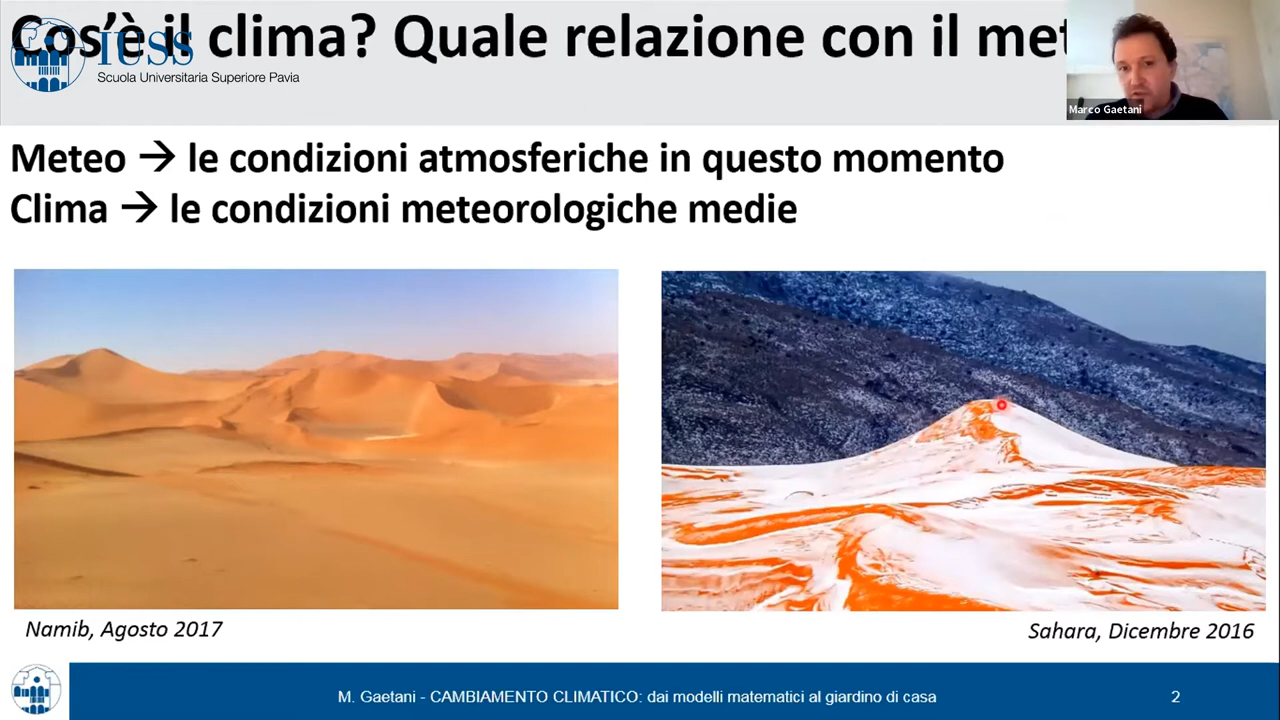 Cos'è il clima? Quale relazione con il met
IUSS
Scuola Universitaria Superiore Pavia
Marco Gaetani
Meteo → le condizioni atmosferiche in questo momento
Clima → le condizioni meteorologiche medie
Namib, Agosto 2017
Sahara, Dicembre 2016
M. Gaetani - CAMBIAMENTO CLIMATICO: dai modelli matematici al giardino di casa
2